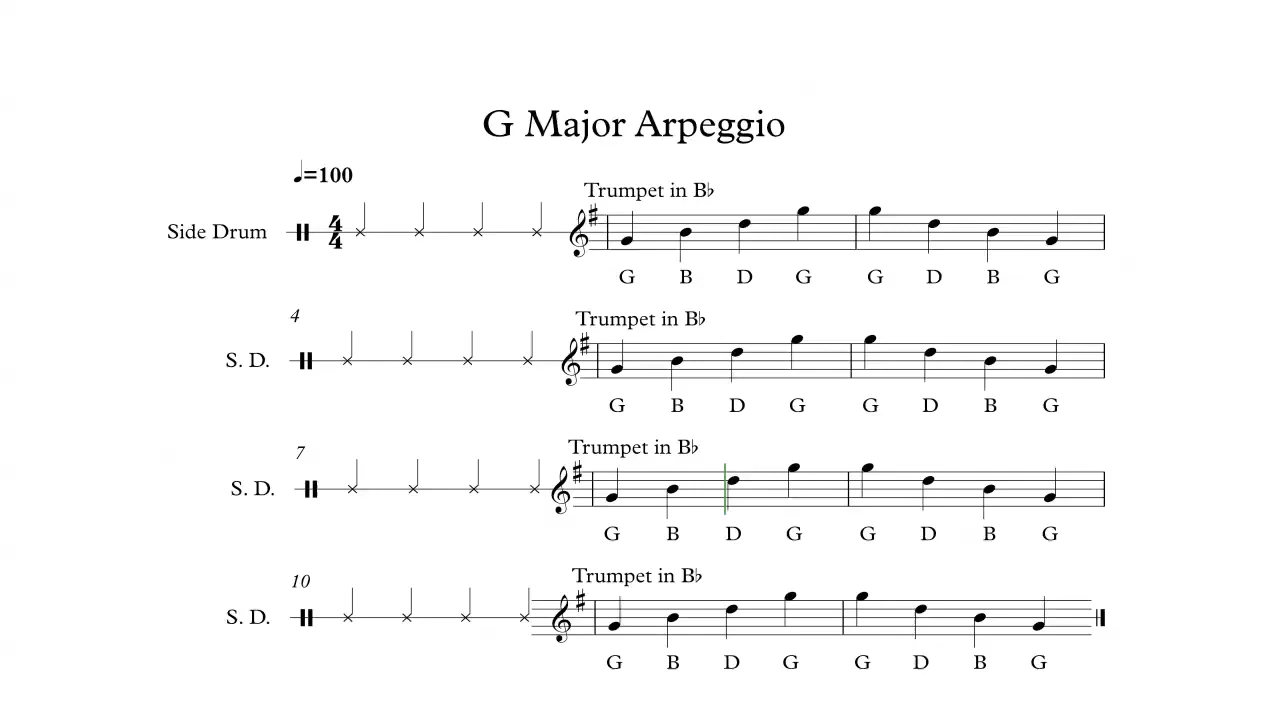 G Major Arpeggio
♩=100
Trumpet in B♭
Side Drum 4/4
G B D G G D B G
4
Trumpet in B♭
S. D.
G B D G G D B G
7
Trumpet in B♭
S. D.
G B D G G D B G
10
Trumpet in B♭
S. D.
G B D G G D B G